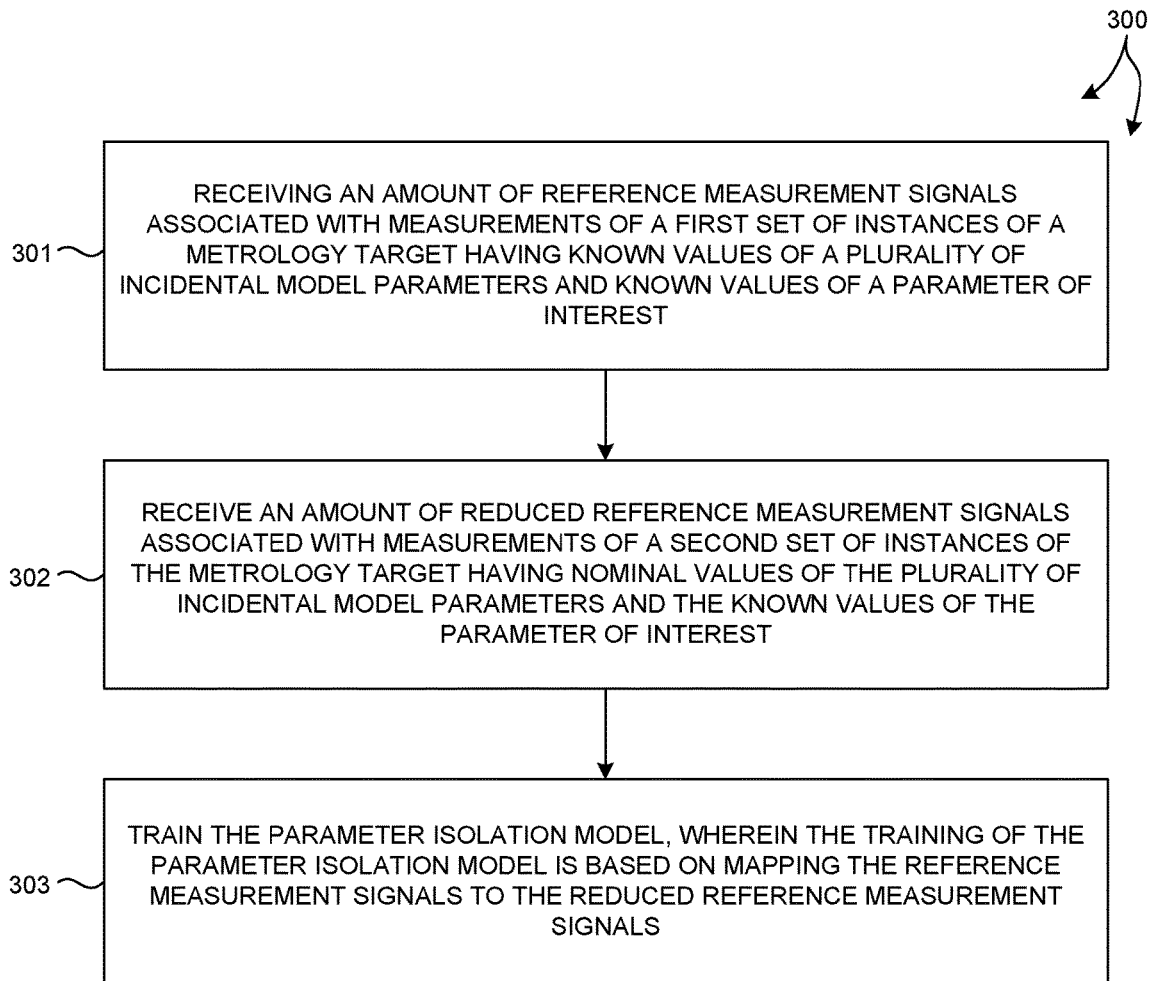 300
301
RECEIVING AN AMOUNT OF REFERENCE MEASUREMENT SIGNALS
ASSOCIATED WITH MEASUREMENTS OF A FIRST SET OF INSTANCES OF A
METROLOGY TARGET HAVING KNOWN VALUES OF A PLURALITY OF
INCIDENTAL MODEL PARAMETERS AND KNOWN VALUES OF A PARAMETER OF
INTEREST
302
RECEIVE AN AMOUNT OF REDUCED REFERENCE MEASUREMENT SIGNALS
ASSOCIATED WITH MEASUREMENTS OF A SECOND SET OF INSTANCES OF
THE METROLOGY TARGET HAVING NOMINAL VALUES OF THE PLURALITY OF
INCIDENTAL MODEL PARAMETERS AND THE KNOWN VALUES OF THE
PARAMETER OF INTEREST
303
TRAIN THE PARAMETER ISOLATION MODEL, WHEREIN THE TRAINING OF THE
PARAMETER ISOLATION MODEL IS BASED ON MAPPING THE REFERENCE
MEASUREMENT SIGNALS TO THE REDUCED REFERENCE MEASUREMENT
SIGNALS